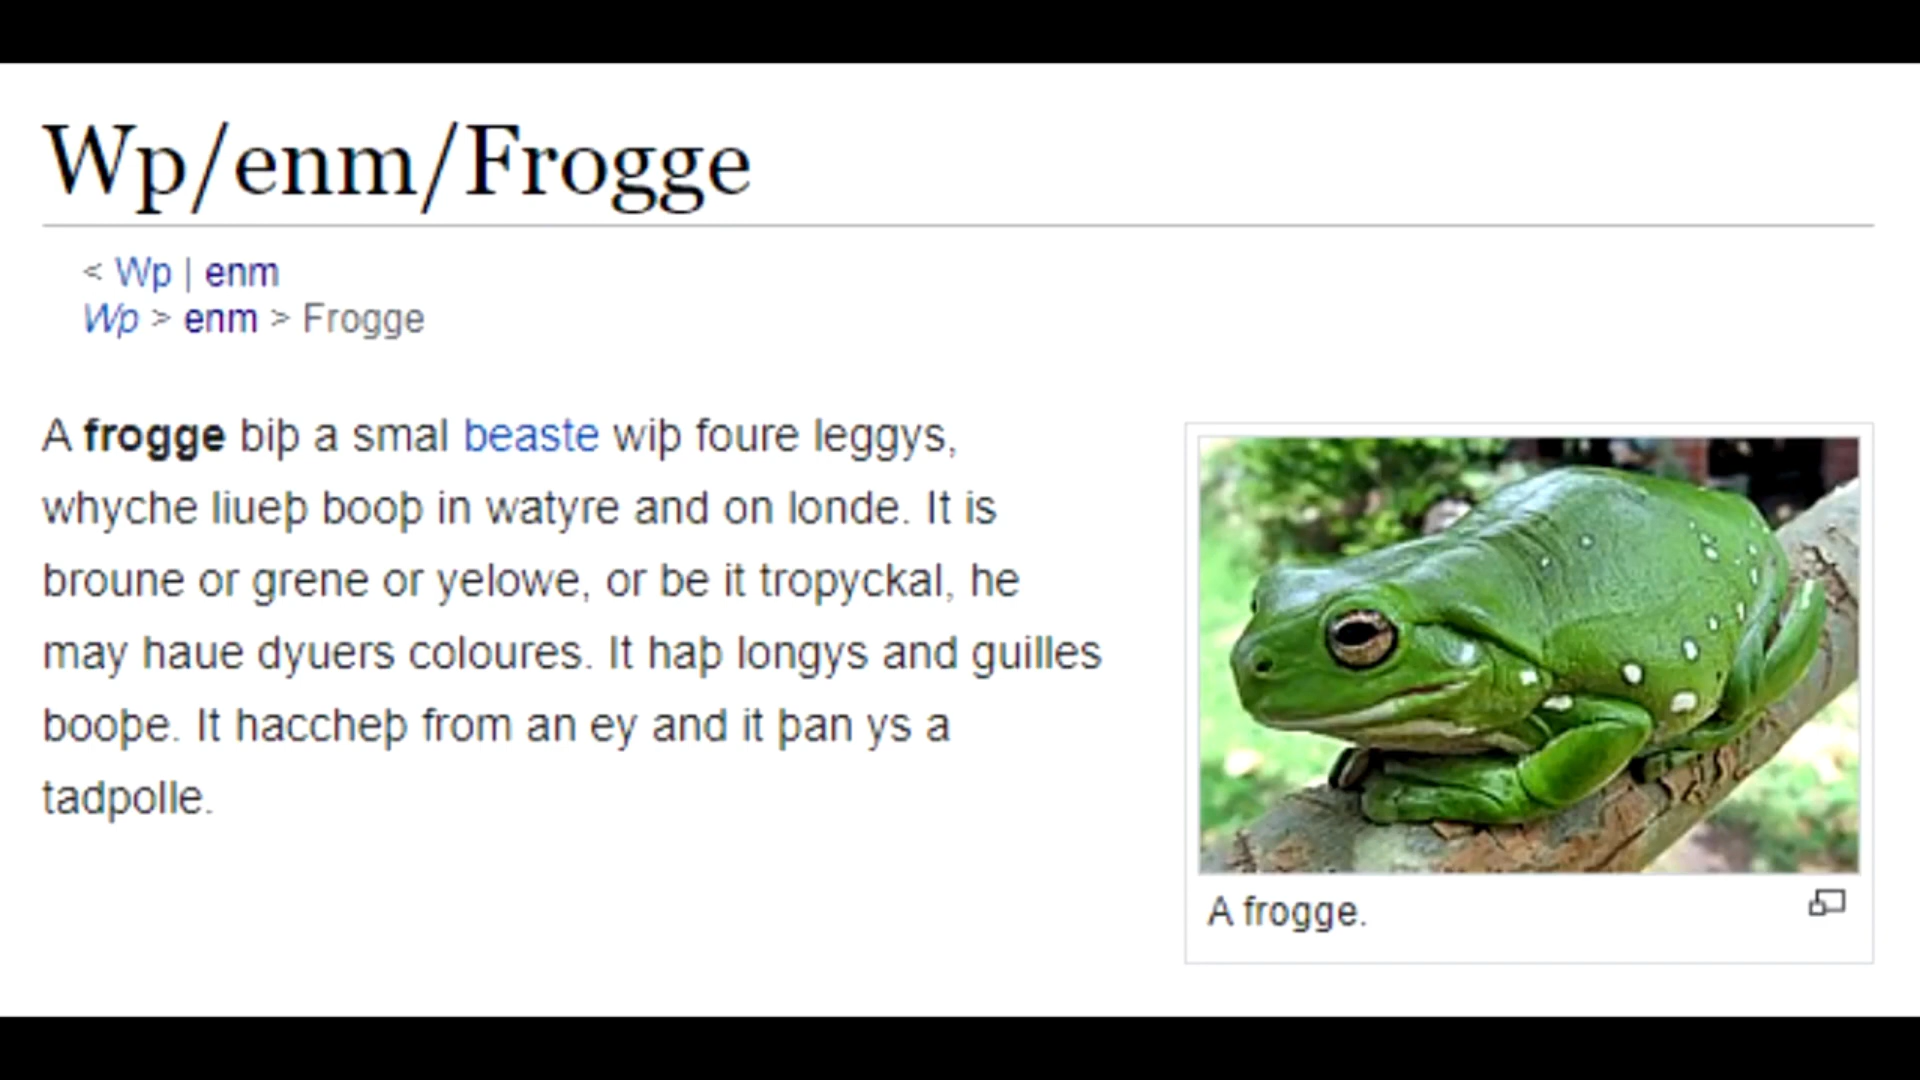 Wp/enm/Frogge
< Wp | enm
Wp > enm > Frogge
A frogge biþ a smal beaste wiþ foure leggys,
whyche liueþ booþ in watyre and on londe. It is
broune or grene or yelowe, or be it tropyckal, he
may haue dyuers coloures. It haþ longys and guilles
booþe. It haccheþ from an ey and it þan ys a
tadpolle.
A frogge.